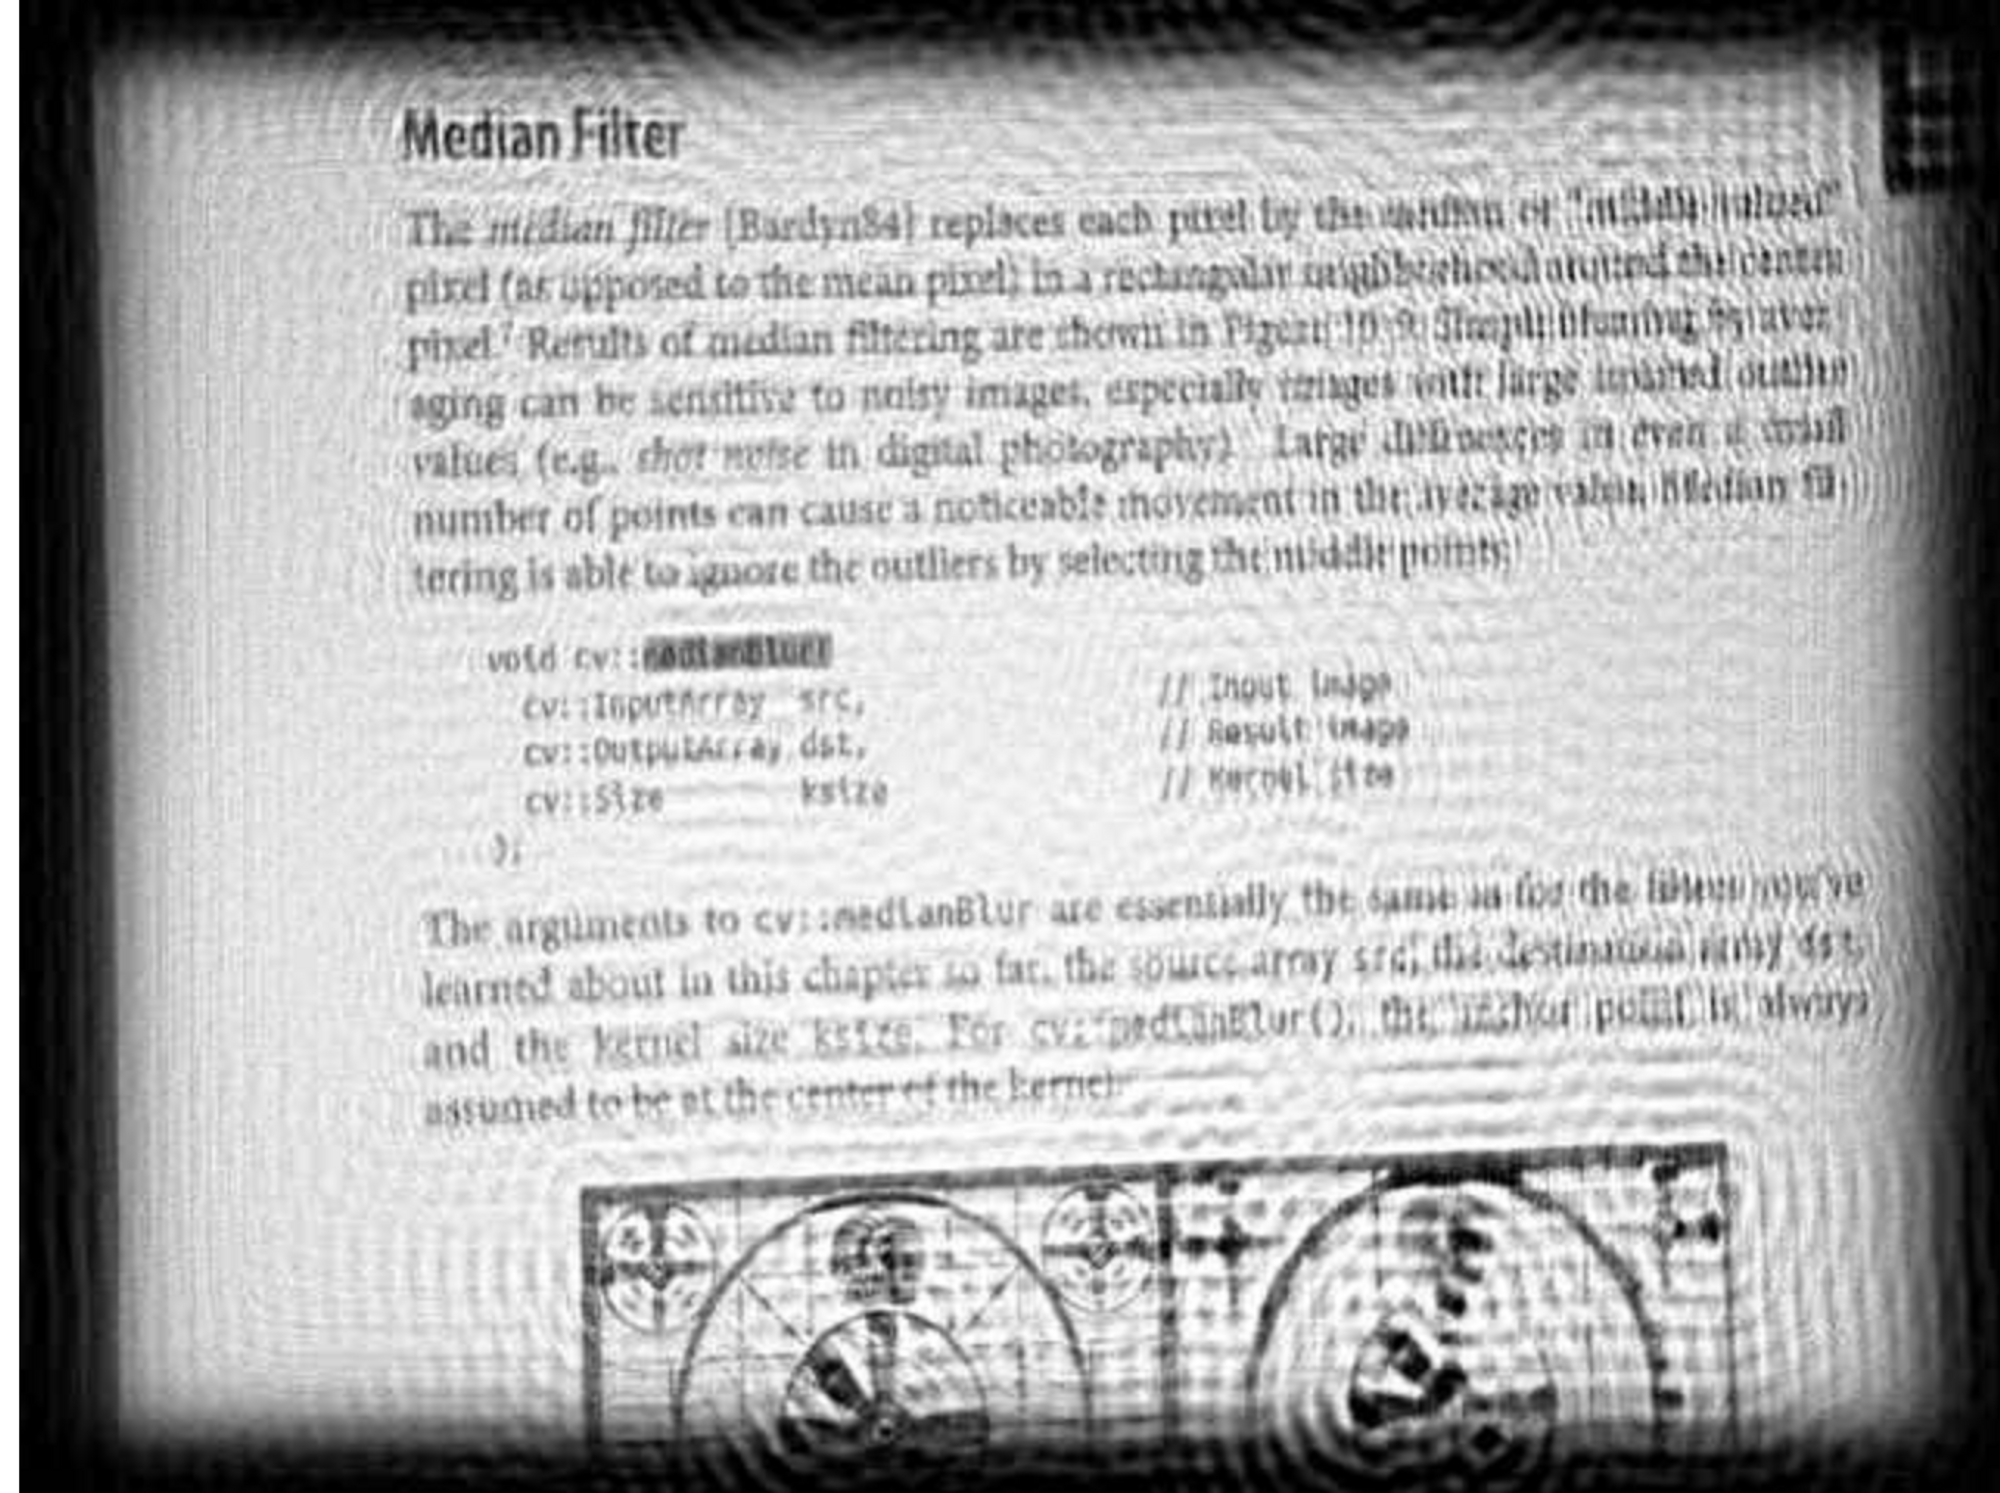 Median Filter
The median filter [Bardyn84] replaces each pixel by the median or "middle-valued"
pixel (as opposed to the mean pixel) in a rectangular neighborhood around the center
pixel.7 Results of median filtering are shown in Figure 10-9. Simple blurring by aver-
aging can be sensitive to noisy images, especially images with large isolated outlier
values (e.g., shot noise in digital photography). Large differences in even a small
number of points can cause a noticeable movement in the average value. Median fil-
tering is able to ignore the outliers by selecting the middle points.
void cv::medianBlur(
cv::InputArray src, // Input image
cv::OutputArray dst, // Result image
cv::Size ksize // Kernel size
);
The arguments to cv::medianBlur are essentially the same as for the filters you've
learned about in this chapter so far: the source array src, the destination array dst,
and the kernel size ksize. For cv::medianBlur(), the anchor point is always
assumed to be at the center of the kernel.